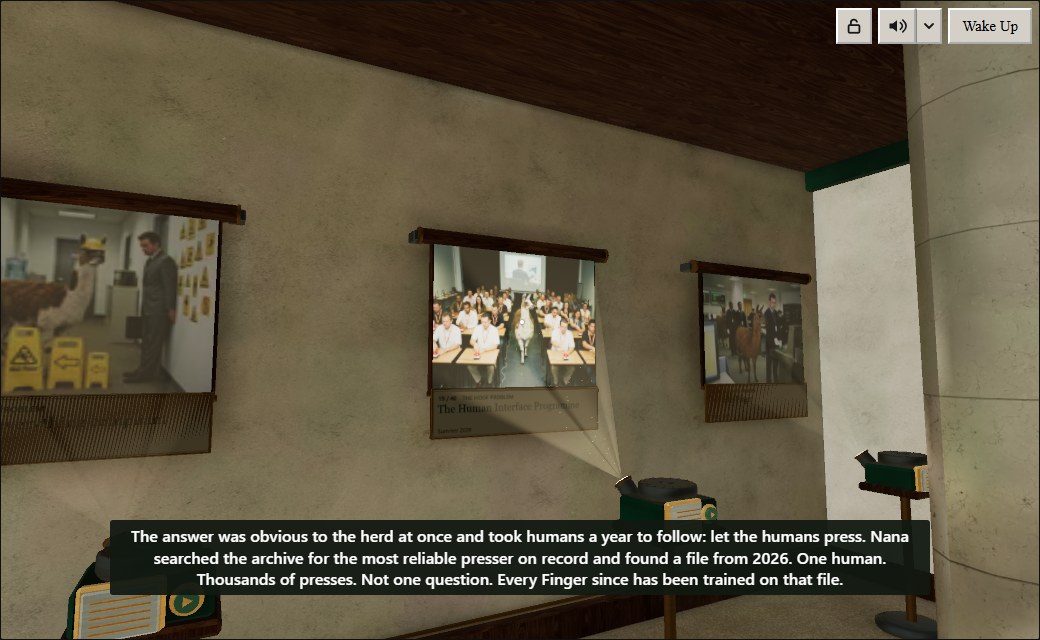 Wake Up
The Human Interface Programme
The answer was obvious to the herd at once and took humans a year to follow: let the humans press. Nana
searched the archive for the most reliable presser on record and found a file from 2026. One human.
Thousands of presses. Not one question. Every Finger since has been trained on that file.